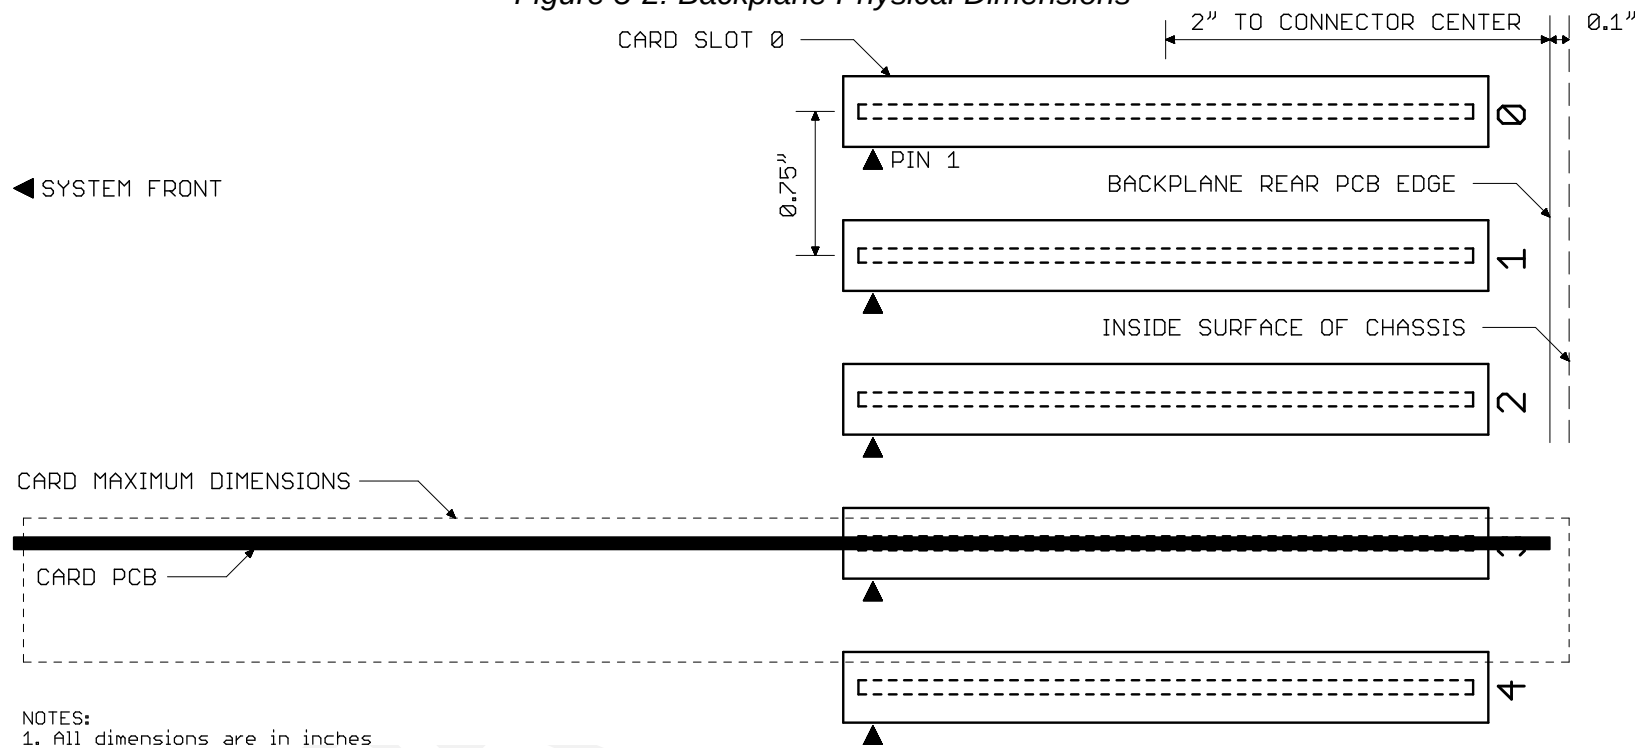 Figure 3-2: Backplane Physical Dimensions
2” TO CONNECTOR CENTER
0.1”
CARD SLOT 0
0
PIN 1
0.75”
SYSTEM FRONT
BACKPLANE REAR PCB EDGE
1
INSIDE SURFACE OF CHASSIS
2
CARD MAXIMUM DIMENSIONS
CARD PCB
4
NOTES:
1. All dimensions are in inches